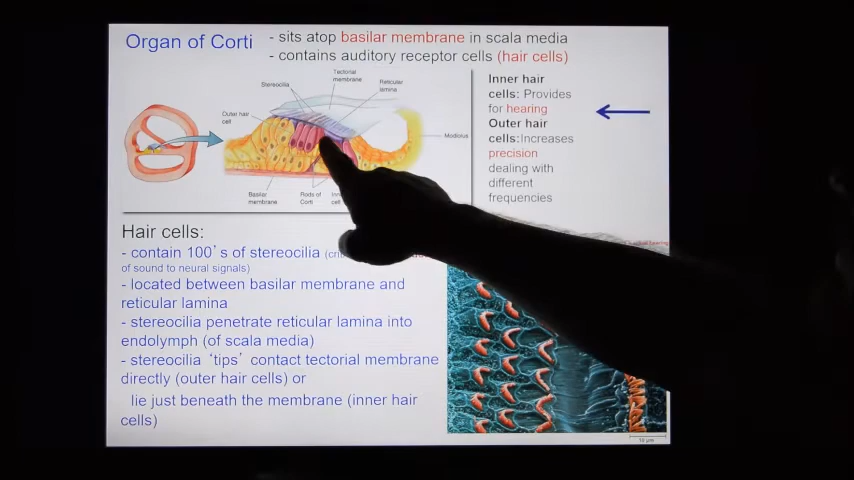 Organ of Corti
- sits atop basilar membrane in scala media
- contains auditory receptor cells (hair cells)
Stereocilia
Tectorial
membrane
Reticular
lamina
Outer hair
cell
Modiolus
Basilar
membrane
Rods of
Corti
cell
Inner hair
cells: Provides
for hearing
Outer hair
cells:Increases
precision
dealing with
different
frequencies
Hair cells:
- contain 100's of stereocilia
of sound to neural signals)
- located between basilar membrane and
reticular lamina
- stereocilia penetrate reticular lamina into
endolymph (of scala media)
- stereocilia 'tips' contact tectorial membrane
directly (outer hair cells) or
lie just beneath the membrane (inner hair
cells)
10 µm